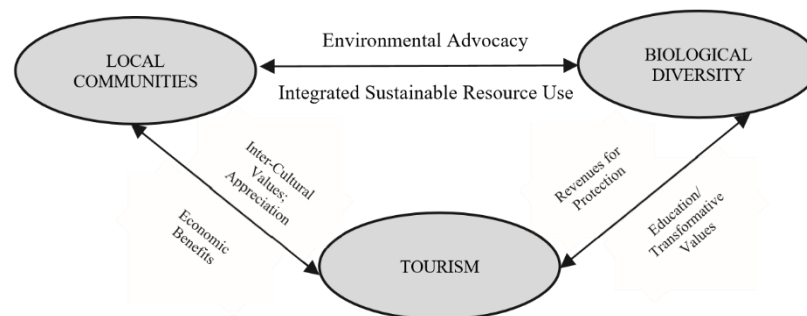 LOCAL
COMMUNITIES
Environmental Advocacy
Integrated Sustainable Resource Use
BIOLOGICAL
DIVERSITY
Inter-Cultural
Values;
Appreciation
Economic
Benefits
Revenues for
Protection
Education/
Transformative
Values
TOURISM